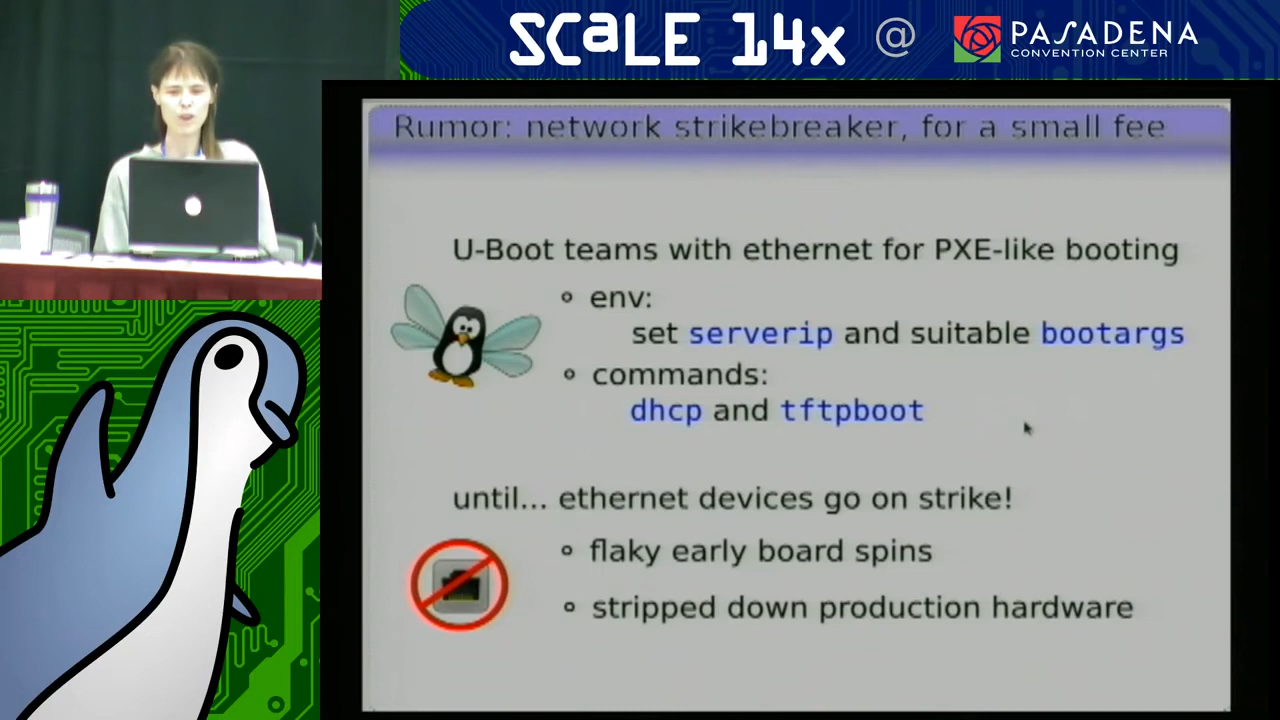 SCALE 14x @ PASADENA
CONVENTION CENTER
Rumor: network strikebreaker, for a small fee
U-Boot teams with ethernet for PXE-like booting
env:
set serverip and suitable bootargs
commands:
dhcp and tftpboot
until... ethernet devices go on strike!
flaky early board spins
stripped down production hardware